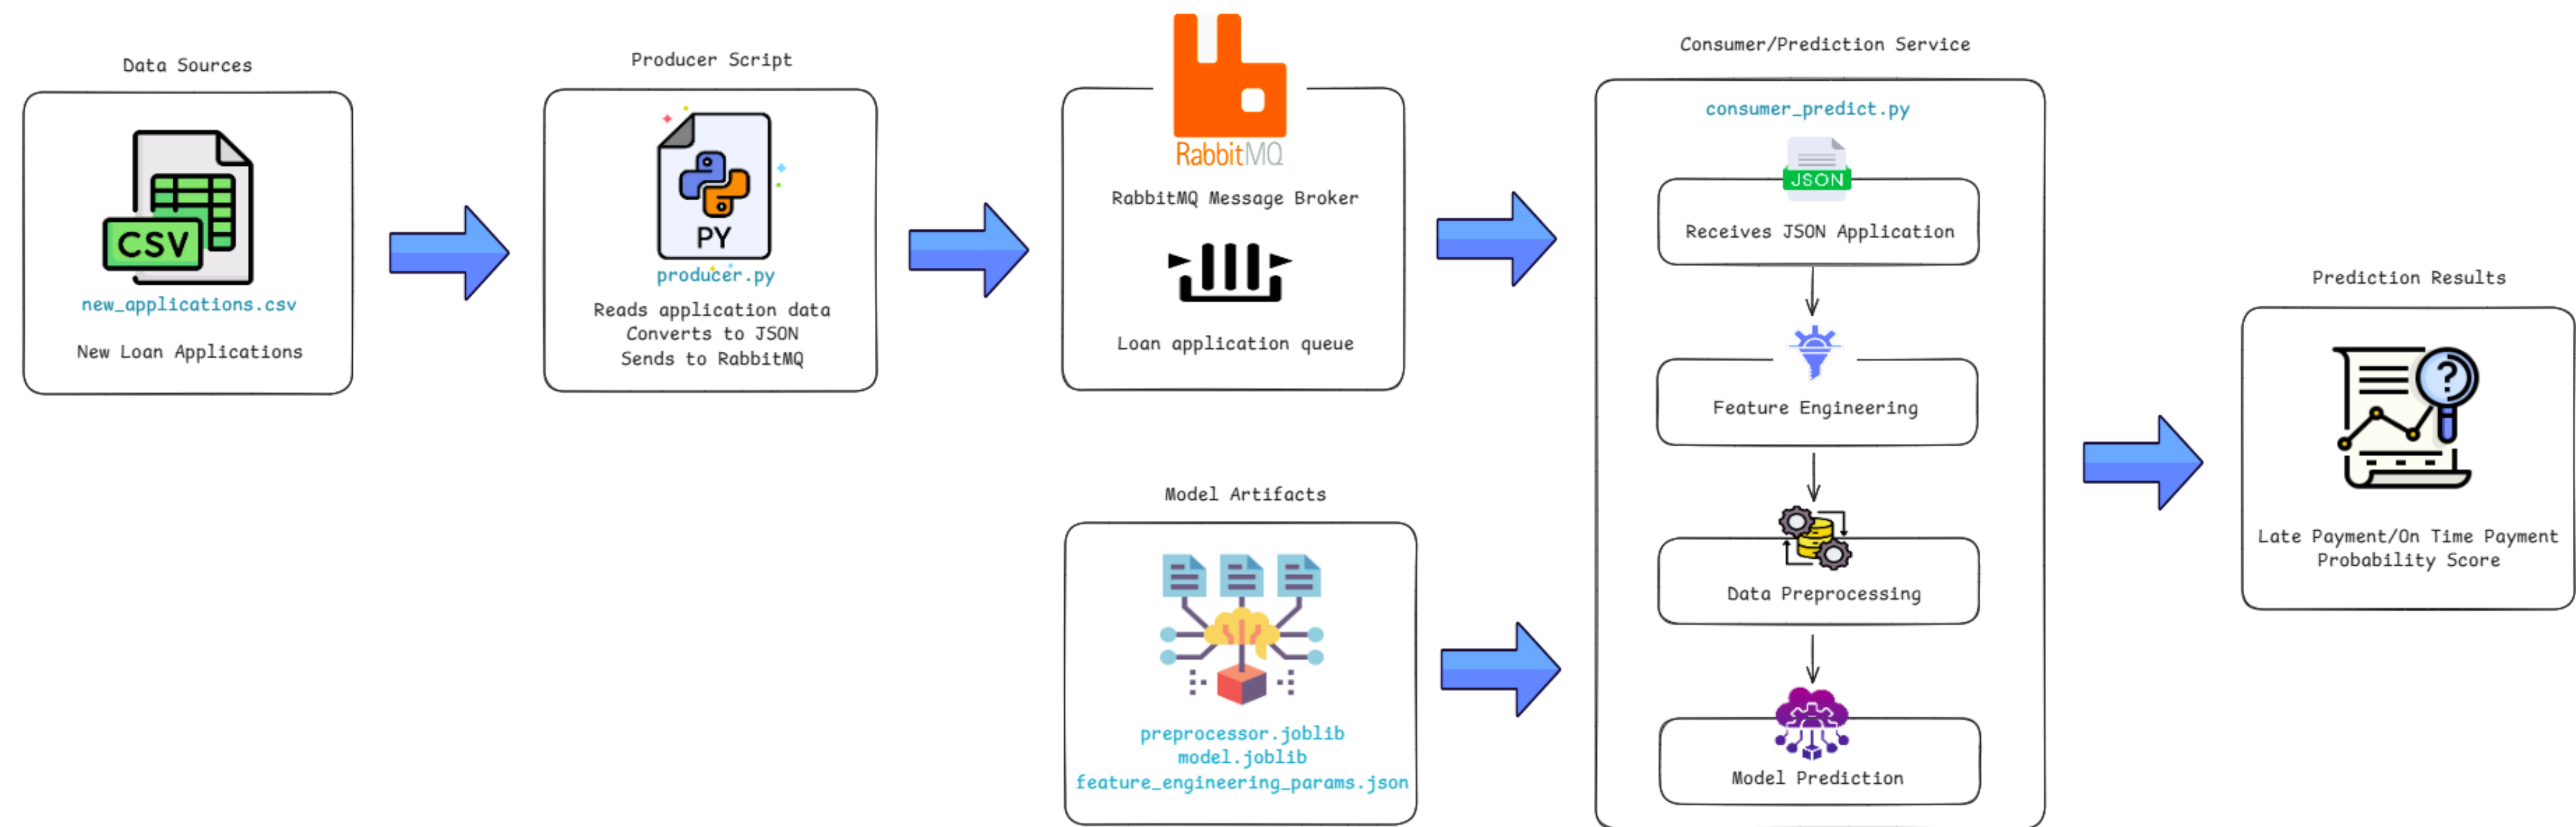 Data Sources
CSV
new_applications.csv
New Loan Applications
Producer Script
PY
producer.py
Reads application data
Converts to JSON
Sends to RabbitMQ
RabbitMQ
RabbitMQ Message Broker
Loan application queue
Model Artifacts
preprocessor.joblib
model.joblib
feature_engineering_params.json
Consumer/Prediction Service
consumer_predict.py
JSON
Receives JSON Application
Feature Engineering
Data Preprocessing
Model Prediction
Prediction Results
?
Late Payment/On Time Payment
Probability Score